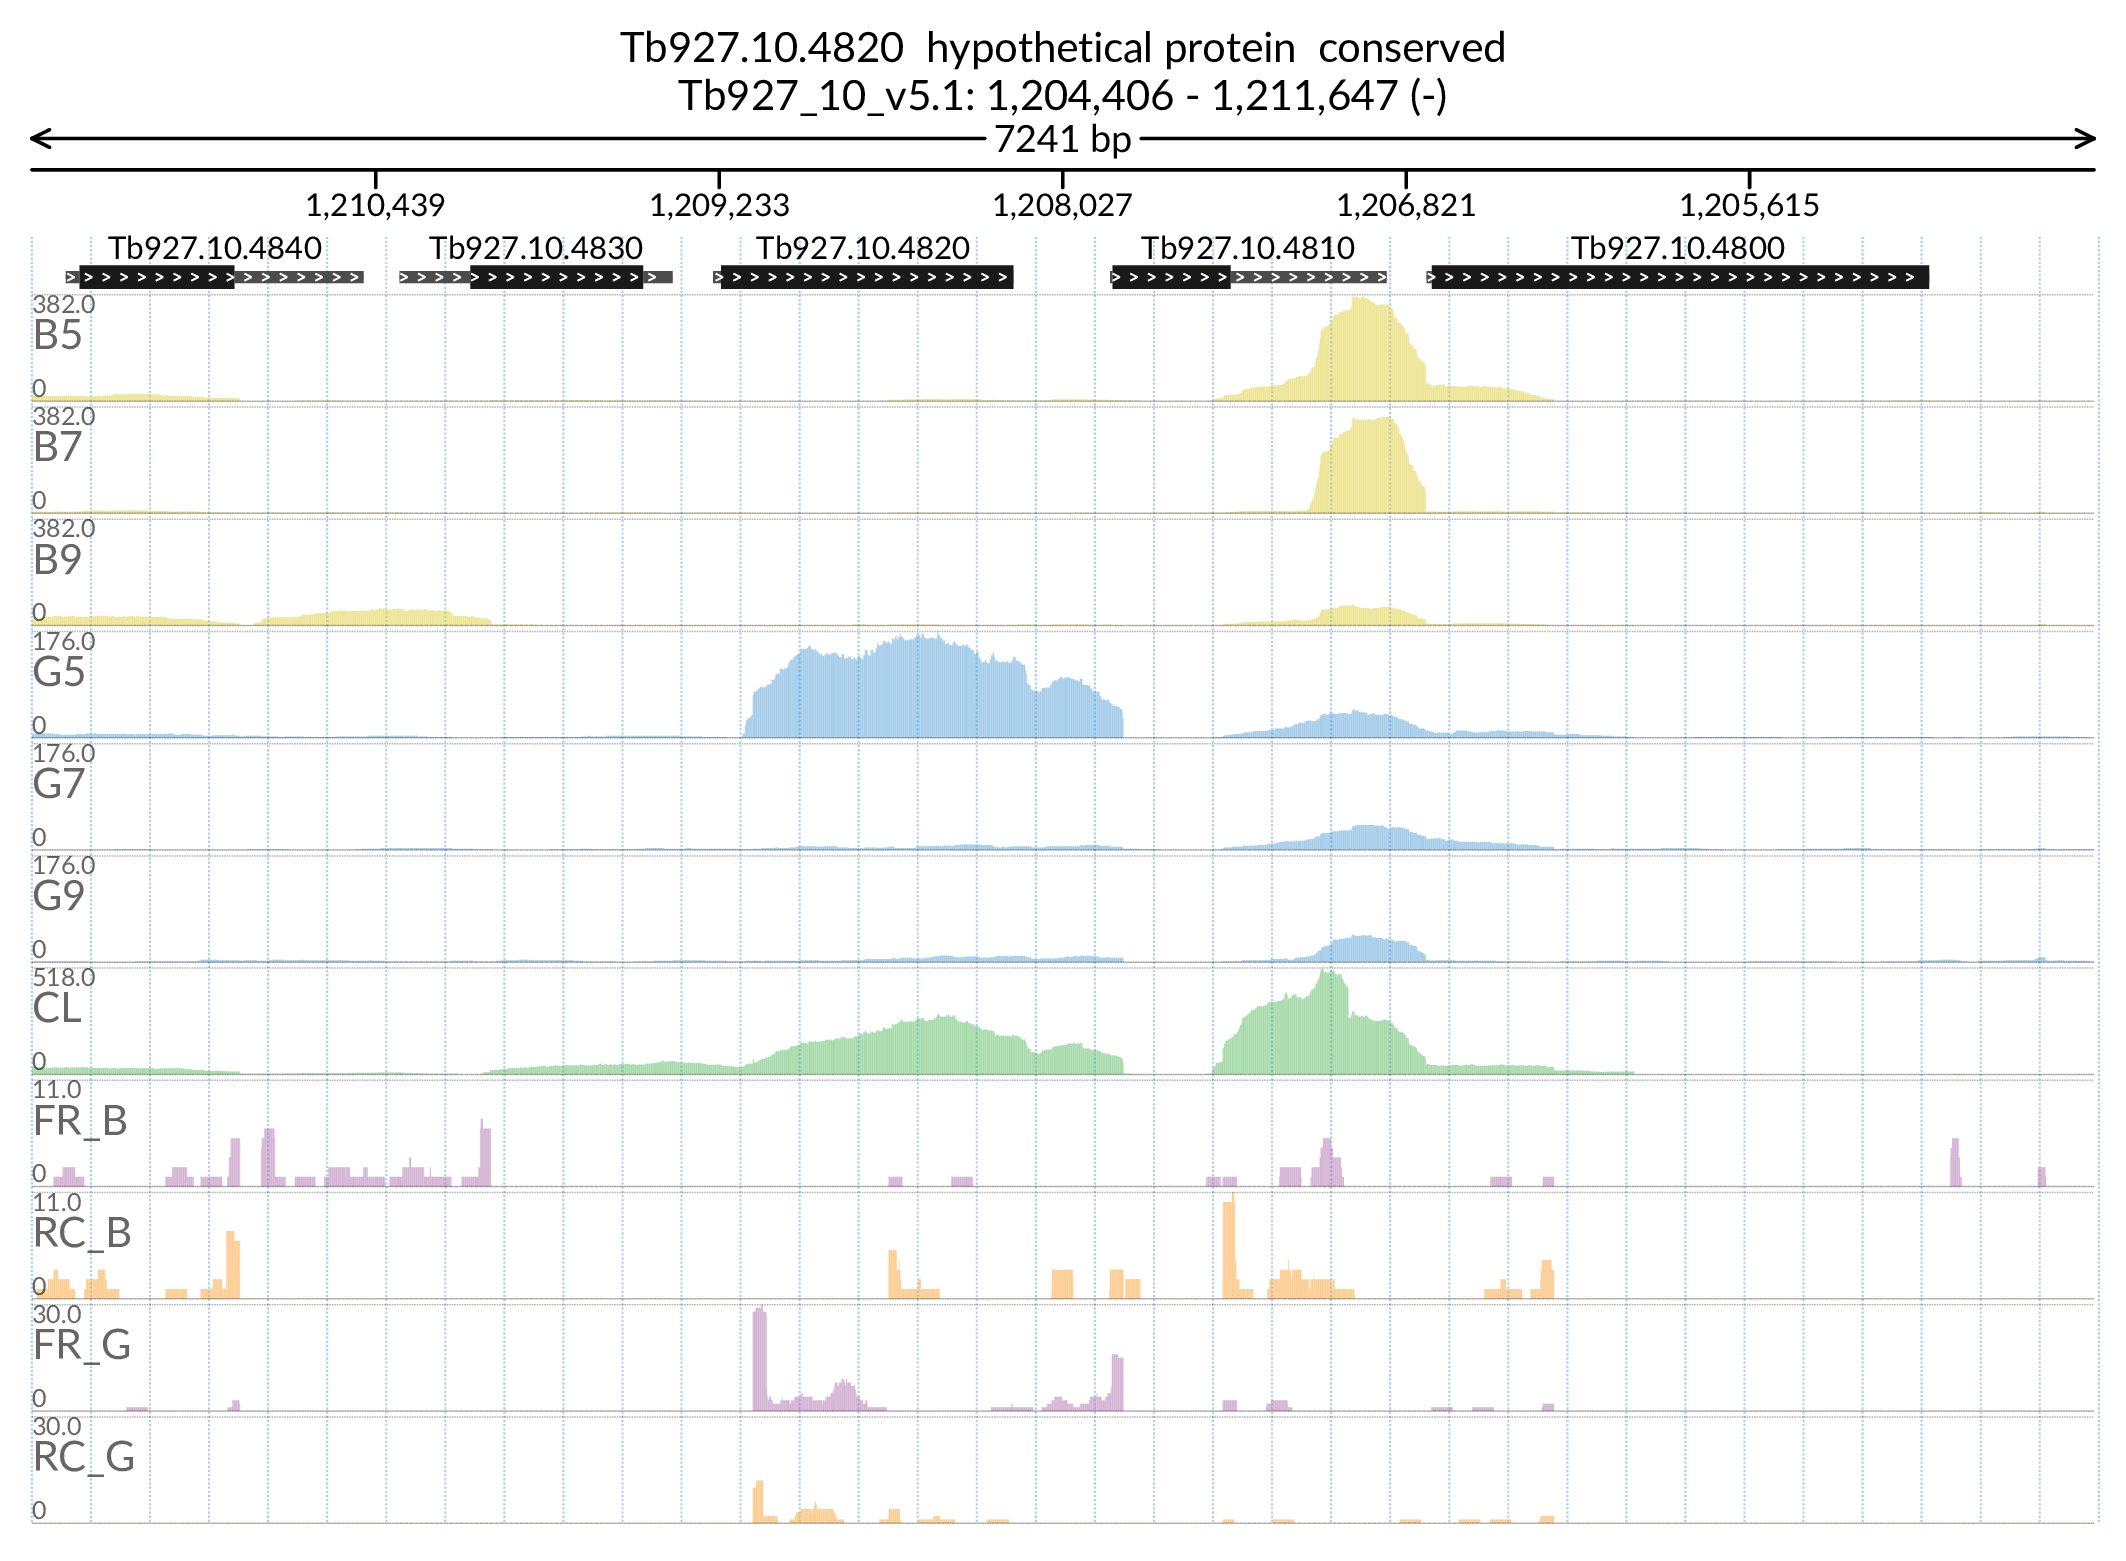 Tb927.10.4820  hypothetical protein  conserved
Tb927_10_v5.1: 1,204,406 - 1,211,647 (-)
7241 bp
1,210,439 1,209,233 1,208,027 1,206,821 1,205,615
Tb927.10.4840 Tb927.10.4830 Tb927.10.4820 Tb927.10.4810 Tb927.10.4800
382.0
B5
0
382.0
B7
0
382.0
B9
0
176.0
G5
0
176.0
G7
0
176.0
G9
0
518.0
CL
0
11.0
FR_B
0
11.0
RC_B
0
30.0
FR_G
0
30.0
RC_G
0